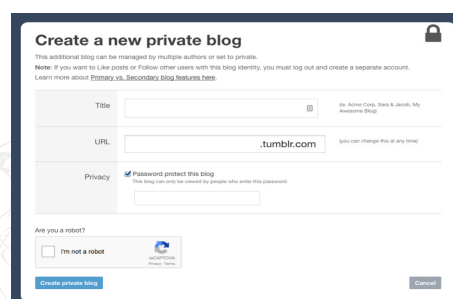 Create a new private blog
This additional blog can be managed by multiple authors or set to private.
Note: If you want to Like posts or Follow other users with this blog identity, you must log out and create a separate account.
Learn more about Primary vs. Secondary blog features here.
Title
(ie. Acme Corp, Sara & Jacob, My
Awesome Blog)
URL
.tumblr.com
(you can change this at any time)
Privacy
Password protect this blog
This blog can only be viewed by people who enter this password:
Are you a robot?
I'm not a robot
reCAPTCHA
Privacy - Terms
Create private blog
Cancel